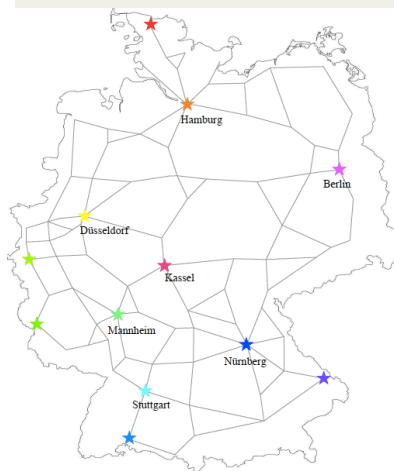 Hamburg
Berlin
Düsseldorf
Kassel
Mannheim
Nürnberg
Stuttgart